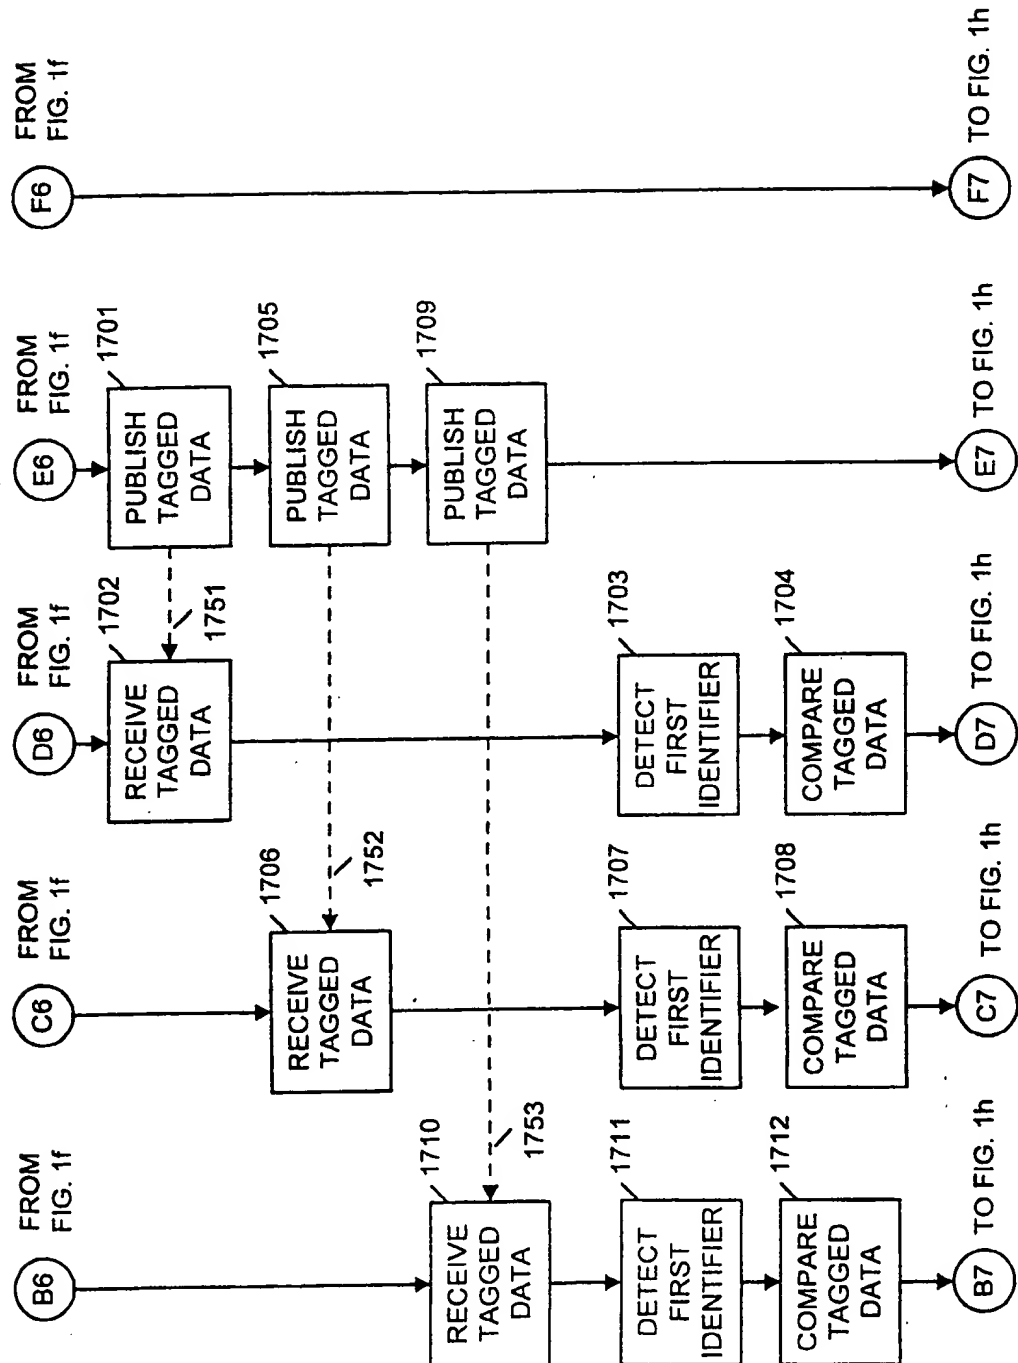 B6
FROM
FIG. 1f
C6
FROM
FIG. 1f
D6
FROM
FIG. 1f
E6
FROM
FIG. 1f
F6
FROM
FIG. 1f
1702
RECEIVE
TAGGED
DATA
1751
1701
PUBLISH
TAGGED
DATA
1706
RECEIVE
TAGGED
DATA
1752
1705
PUBLISH
TAGGED
DATA
1710
RECEIVE
TAGGED
DATA
1753
1709
PUBLISH
TAGGED
DATA
1711
DETECT
FIRST
IDENTIFIER
1707
DETECT
FIRST
IDENTIFIER
1703
DETECT
FIRST
IDENTIFIER
1712
COMPARE
TAGGED
DATA
1708
COMPARE
TAGGED
DATA
1704
COMPARE
TAGGED
DATA
B7
TO FIG. 1h
C7
TO FIG. 1h
D7
TO FIG. 1h
E7
TO FIG. 1h
F7
TO FIG. 1h